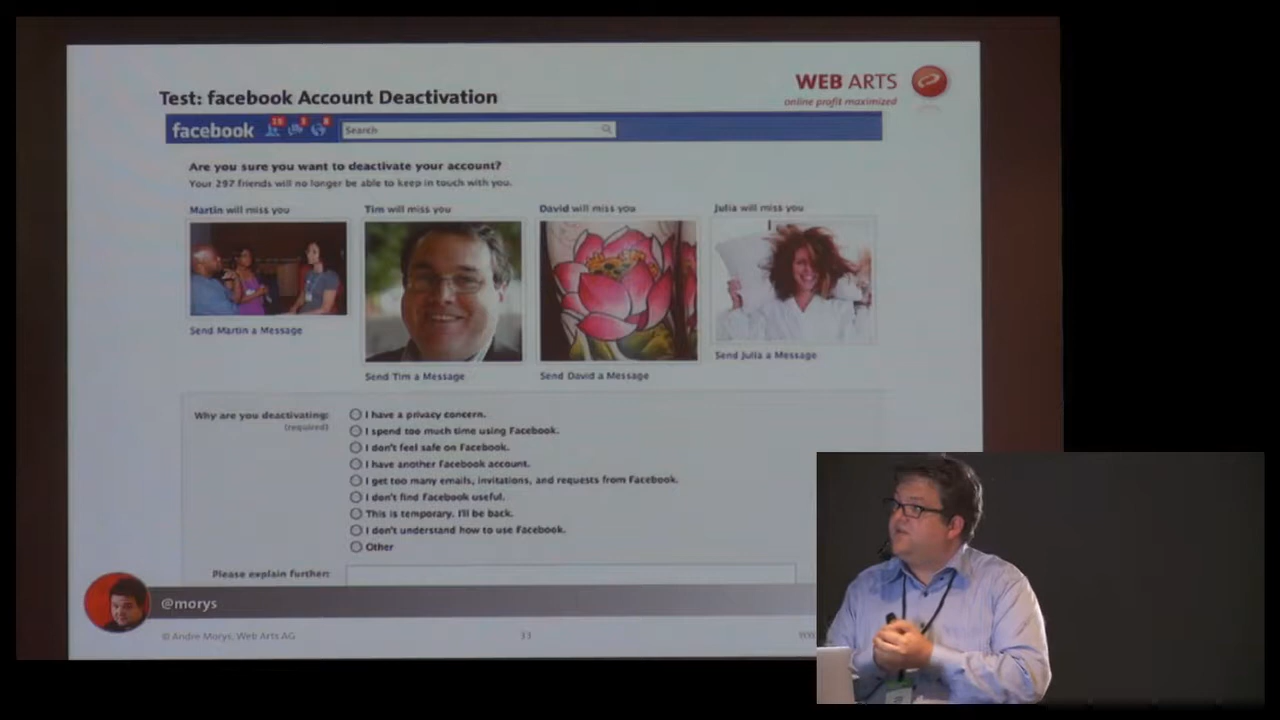 WEB ARTS
online profit maximized
Test: facebook Account Deactivation
facebook
Search
Are you sure you want to deactivate your account?
Your 297 friends will no longer be able to keep in touch with you.
Martin will miss you
Tim will miss you
David will miss you
Julia will miss you
Send Martin a Message
Send Tim a Message
Send David a Message
Send Julia a Message
Why are you deactivating:
(required)
I have a privacy concern.
I spend too much time using Facebook.
I don't feel safe on Facebook.
I have another Facebook account.
I get too many emails, invitations, and requests from Facebook.
I don't find Facebook useful.
This is temporary. I'll be back.
I don't understand how to use Facebook.
Other
Please explain further:
@morys
© Andre Morys, Web Arts AG
33